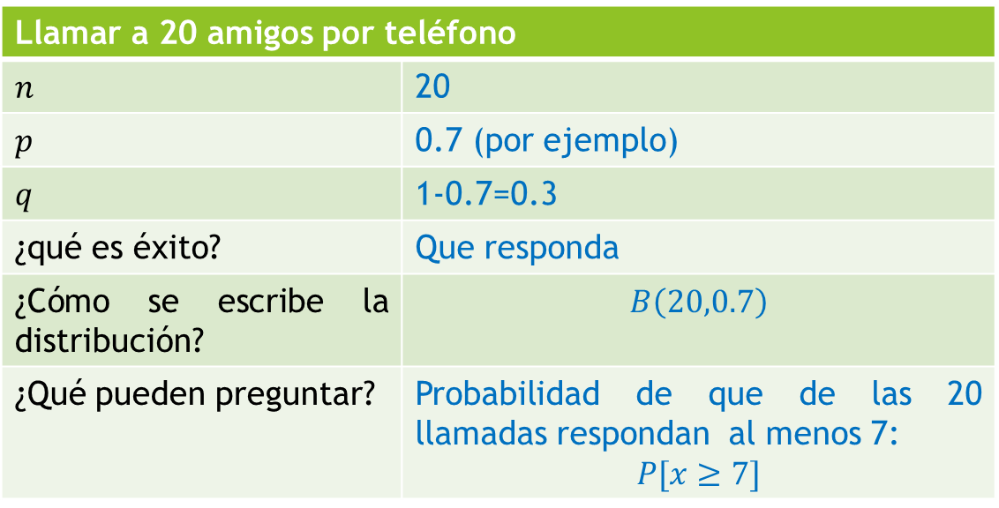 Llamar a 20 amigos por teléfono
n 20
p 0.7 (por ejemplo)
q 1-0.7=0.3
¿qué es éxito? Que responda
¿Cómo se escribe la
distribución?
B(20,0.7)
¿Qué pueden preguntar?
Probabilidad de que de las 20
llamadas respondan al menos 7:
P[x ≥ 7]